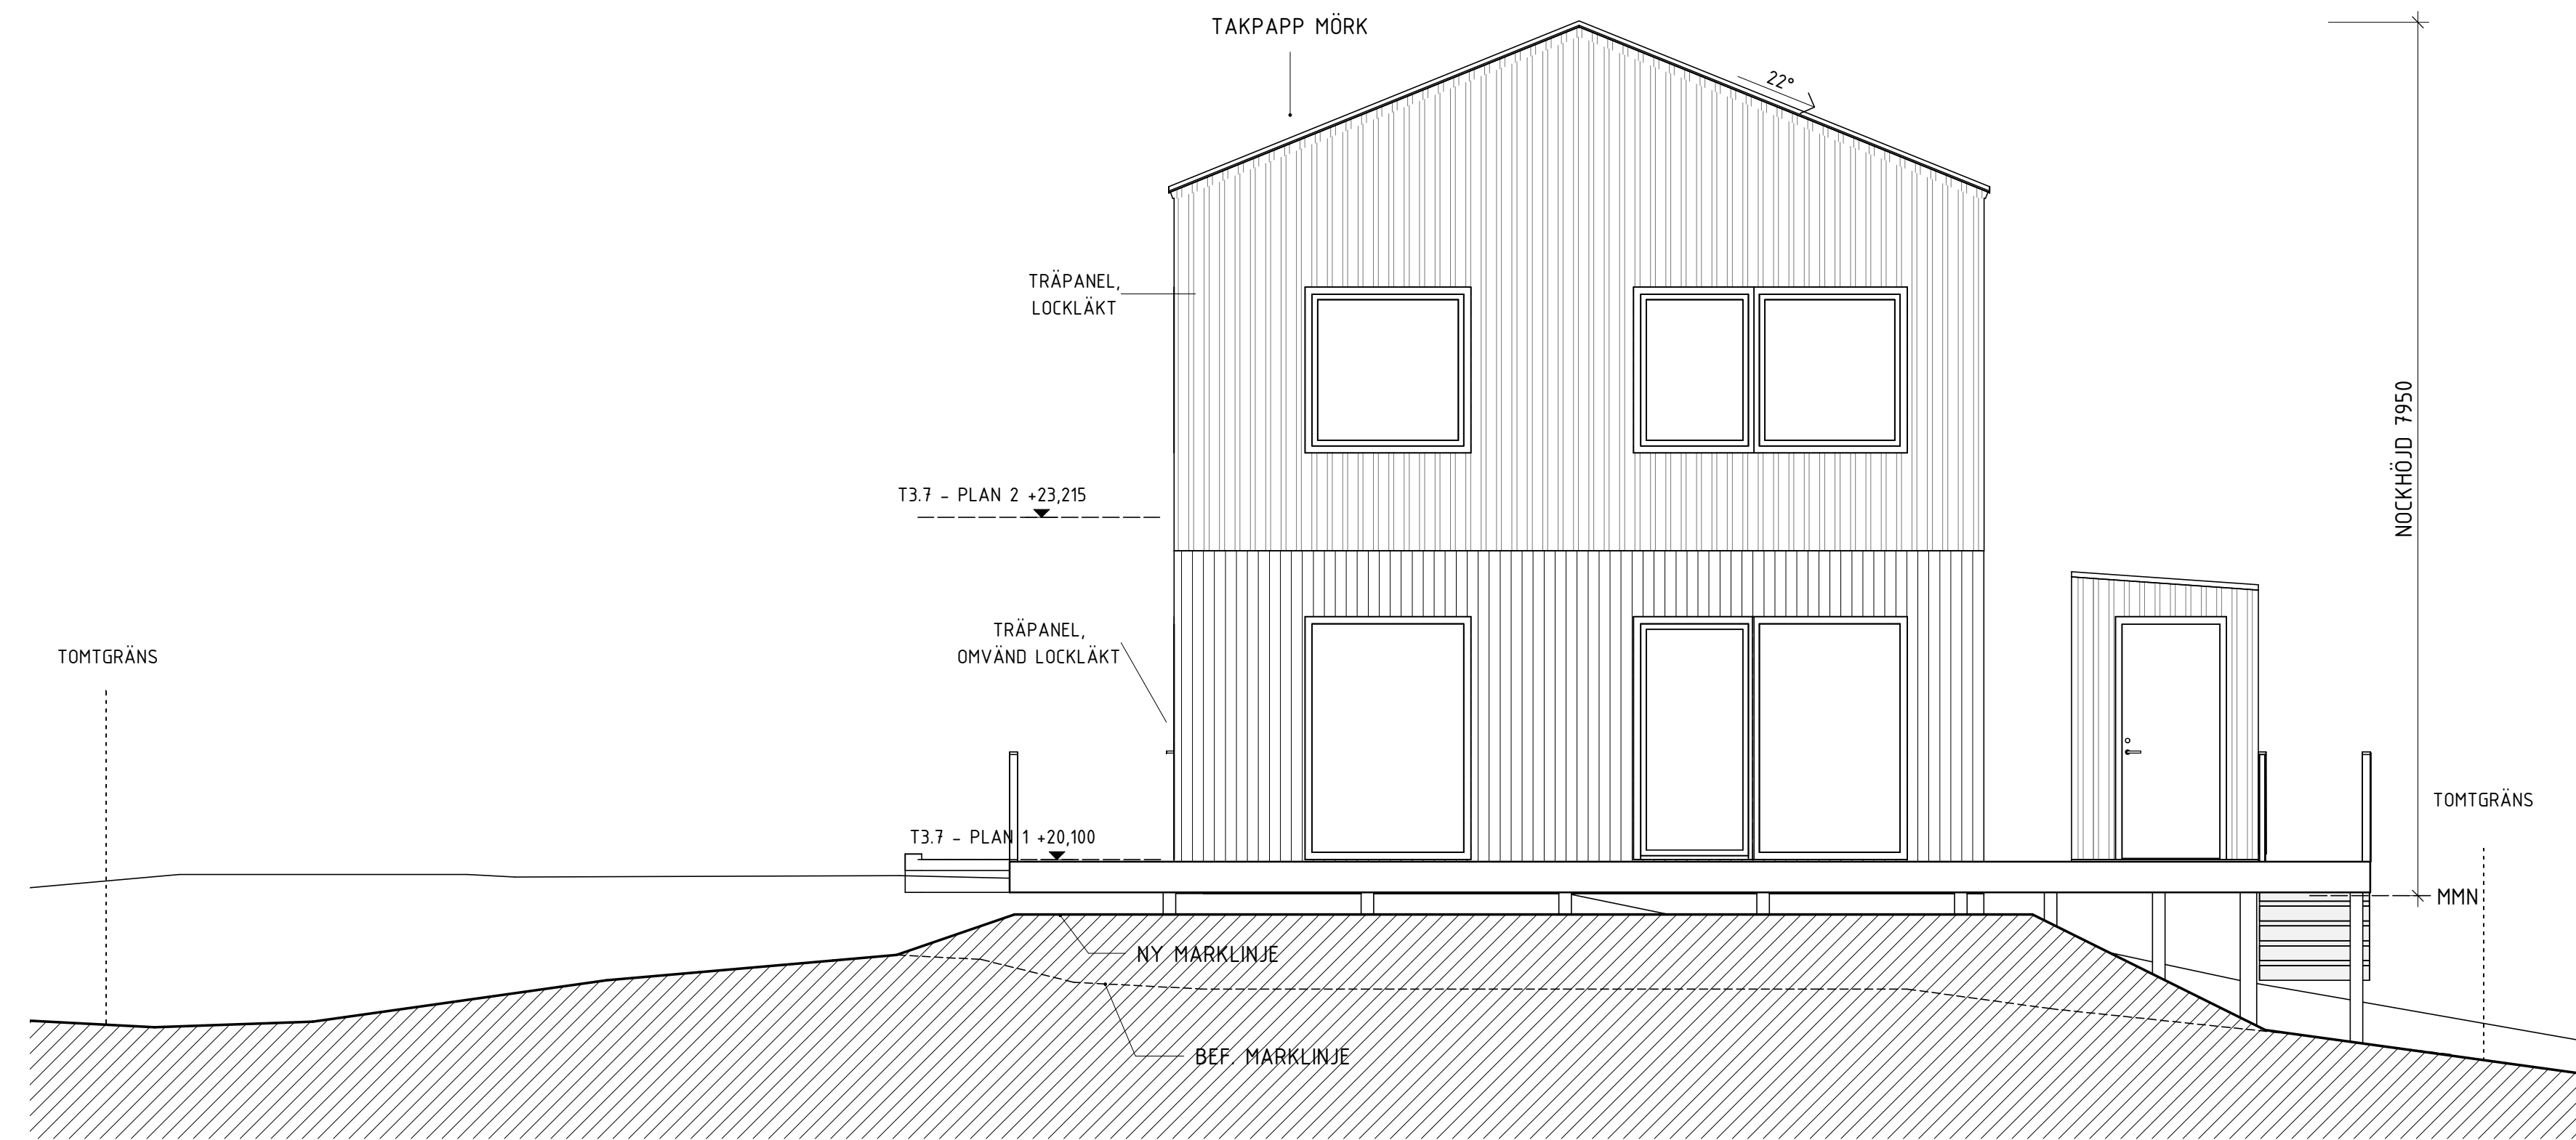 TAKPAPP MÖRK
22°
TRÄPANEL,
LOCKLÄKT
NOCKHÖJD 7950
T3.7 - PLAN 2 +23,215
TRÄPANEL,
OMVÄND LOCKLÄKT
TOMTGRÄNS
TOMTGRÄNS
T3.7 - PLAN 1 +20,100
MMN
NY MARKLINJE
BEF. MARKLINJE